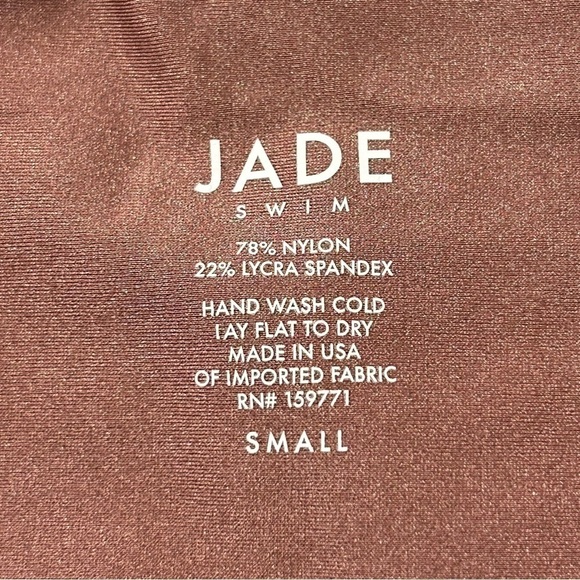 JADE
SWIM
78% NYLON
22% LYCRA SPANDEX
HAND WASH COLD
LAY FLAT TO DRY
MADE IN USA
OF IMPORTED FABRIC
RN# 159771
SMALL